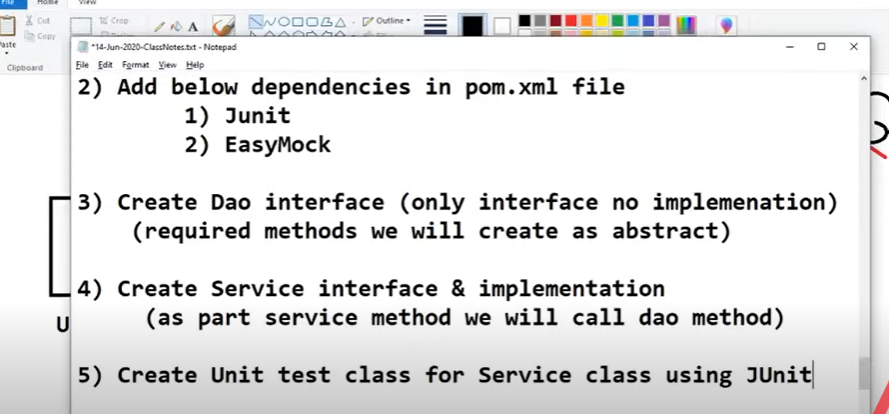 File
Cut
Copy
Paste
Clipboard
Crop
Outline
*14-Jun-2020-ClassNotes.txt - Notepad
File Edit Format View Help
2) Add below dependencies in pom.xml file
1) Junit
2) EasyMock
3) Create Dao interface (only interface no implemenation)
(required methods we will create as abstract)
4) Create Service interface & implementation
(as part service method we will call dao method)
U
5) Create Unit test class for Service class using JUnit